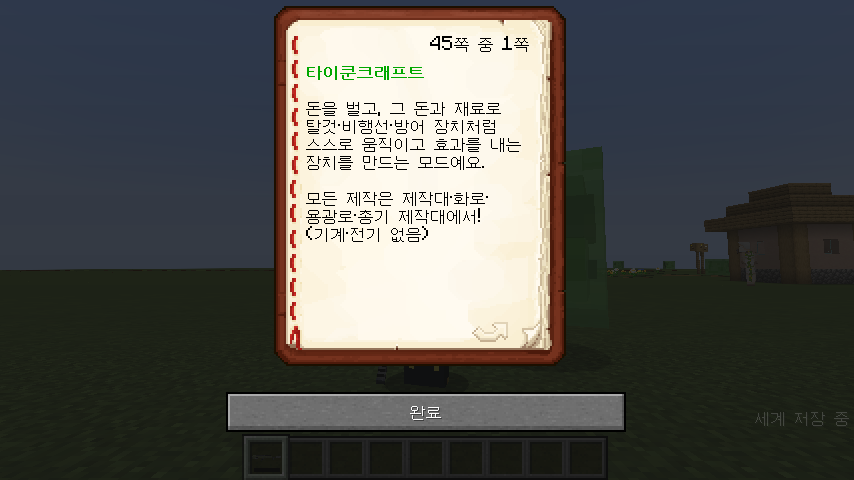 45쪽 중 1쪽
타이쿤크래프트
돈을 벌고, 그 돈과 재료로
탈것·비행선·방어 장치처럼
스스로 움직이고 효과를 내는
장치를 만드는 모드예요.
모든 제작은 제작대·화로·
용광로·총기 제작대에서!
(기계·전기 없음)
완료
세계 저장 중